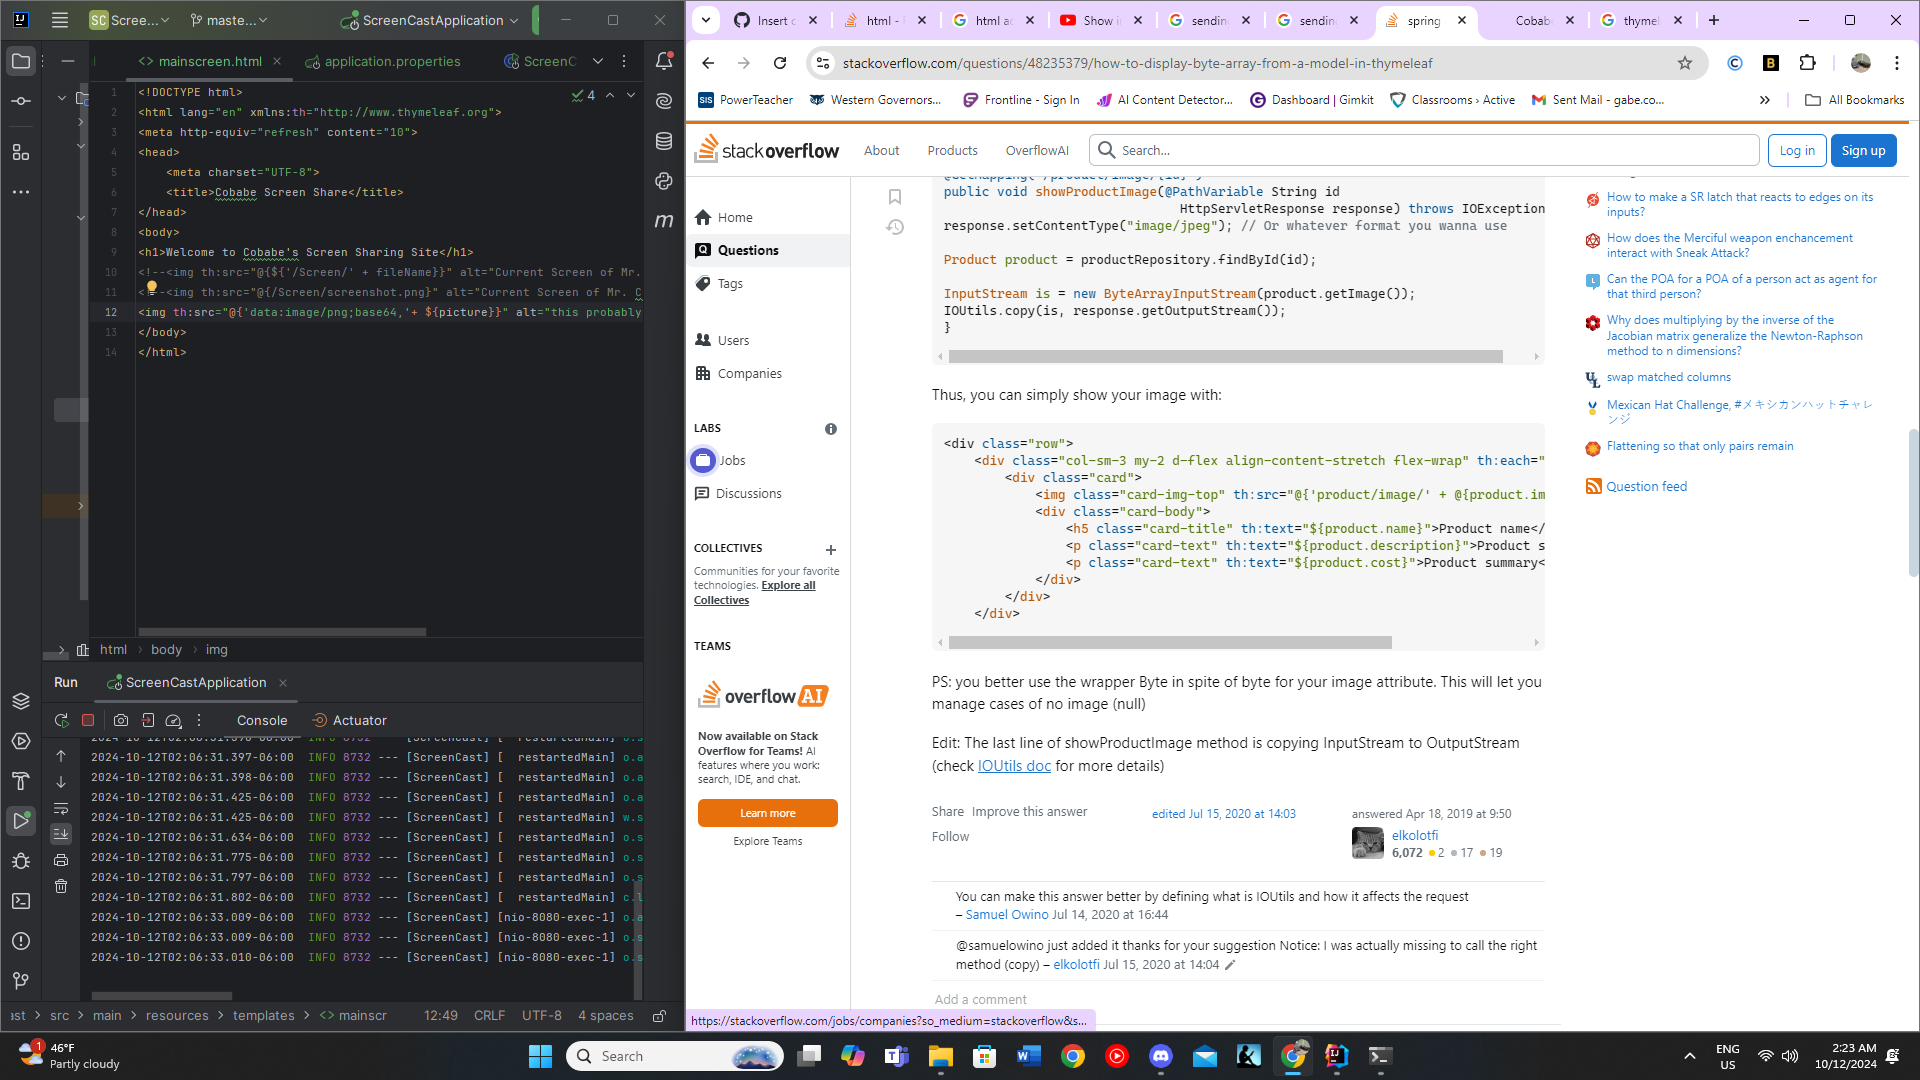 SC Scree...
maste...
ScreenCastApplication
mainscreen.html
application.properties
ScreenC
1 <!DOCTYPE html>
2 <html lang="en" xmlns:th="http://www.thymeleaf.org">
3 <meta http-equiv="refresh" content="10">
4 <head>
5 <meta charset="UTF-8">
6 <title>Cobabe Screen Share</title>
7 </head>
8 <body>
9 <h1>Welcome to Cobabe's Screen Sharing Site</h1>
10 <!--<img th:src="@{${'/Screen/' + fileName}}" alt="Current Screen of Mr.
11 <!--<img th:src="@{/Screen/screenshot.png}" alt="Current Screen of Mr. C
12 <img th:src="@{'data:image/png;base64,'+ ${picture}}" alt="this probably
13 </body>
14 </html>
4
html
body
img
Run
ScreenCastApplication
Console
Actuator
2024-10-12T02:06:31.397-06:00 INFO 8732 --- [ScreenCast] [ restartedMain] o.a
2024-10-12T02:06:31.398-06:00 INFO 8732 --- [ScreenCast] [ restartedMain] o.a
2024-10-12T02:06:31.425-06:00 INFO 8732 --- [ScreenCast] [ restartedMain] o.a
2024-10-12T02:06:31.425-06:00 INFO 8732 --- [ScreenCast] [ restartedMain] w.s
2024-10-12T02:06:31.634-06:00 INFO 8732 --- [ScreenCast] [ restartedMain] o.s
2024-10-12T02:06:31.775-06:00 INFO 8732 --- [ScreenCast] [ restartedMain] o.s
2024-10-12T02:06:31.797-06:00 INFO 8732 --- [ScreenCast] [ restartedMain] o.s
2024-10-12T02:06:31.802-06:00 INFO 8732 --- [ScreenCast] [ restartedMain] c.l
2024-10-12T02:06:33.009-06:00 INFO 8732 --- [ScreenCast] [nio-8080-exec-1] o.a
2024-10-12T02:06:33.009-06:00 INFO 8732 --- [ScreenCast] [nio-8080-exec-1] o.s
2024-10-12T02:06:33.010-06:00 INFO 8732 --- [ScreenCast] [nio-8080-exec-1] o.s
ast > src > main > resources > templates > <> mainscr
12:49 CRLF UTF-8 4 spaces
Insert c
html -
html ac
Show i
sending
sending
spring
Cobab
thymel
stackoverflow.com/questions/48235379/how-to-display-byte-array-from-a-model-in-thymeleaf
SIS PowerTeacher
Western Governors...
Frontline - Sign In
AI Content Detector...
Dashboard | Gimkit
Classrooms › Active
Sent Mail - gabe.co...
All Bookmarks
stackoverflow
About
Products
OverflowAI
Search...
Log in
Sign up
Home
Questions
Tags
Users
Companies
LABS
Jobs
Discussions
COLLECTIVES
Communities for your favorite
technologies. Explore all
Collectives
TEAMS
overflow AI
Now available on Stack
Overflow for Teams! AI
features where you work:
search, IDE, and chat.
Learn more
Explore Teams
public void showProductImage(@PathVariable String id
HttpServletResponse response) throws IOException
response.setContentType("image/jpeg"); // Or whatever format you wanna use
Product product = productRepository.findById(id);
InputStream is = new ByteArrayInputStream(product.getImage());
IOUtils.copy(is, response.getOutputStream());
}
Thus, you can simply show your image with:
<div class="row">
<div class="col-sm-3 my-2 d-flex align-content-stretch flex-wrap" th:each="
<div class="card">
<img class="card-img-top" th:src="@{'product/image/' + @{product.im
<div class="card-body">
<h5 class="card-title" th:text="${product.name}">Product name</
<p class="card-text" th:text="${product.description}">Product s
<p class="card-text" th:text="${product.cost}">Product summary<
</div>
</div>
</div>
PS: you better use the wrapper Byte in spite of byte for your image attribute. This will let you
manage cases of no image (null)
Edit: The last line of showProductImage method is copying InputStream to OutputStream
(check IOUtils doc for more details)
Share Improve this answer
Follow
edited Jul 15, 2020 at 14:03
answered Apr 18, 2019 at 9:50
elkolotfi
6,072 2 17 19
You can make this answer better by defining what is IOUtils and how it affects the request
– Samuel Owino Jul 14, 2020 at 16:44
@samuelowino just added it thanks for your suggestion Notice: I was actually missing to call the right
method (copy) – elkolotfi Jul 15, 2020 at 14:04
Add a comment
https://stackoverflow.com/jobs/companies?so_medium=stackoverflow&s...
How to make a SR latch that reacts to edges on its
inputs?
How does the Merciful weapon enchancement
interact with Sneak Attack?
Can the POA for a POA of a person act as agent for
that third person?
Why does multiplying by the inverse of the
Jacobian matrix generalize the Newton-Raphson
method to n dimensions?
swap matched columns
Mexican Hat Challenge, #メキシカンハットチャレ
ンジ
Flattening so that only pairs remain
Question feed
1
46°F
Partly cloudy
Search
ENG
US
2:23 AM
10/12/2024